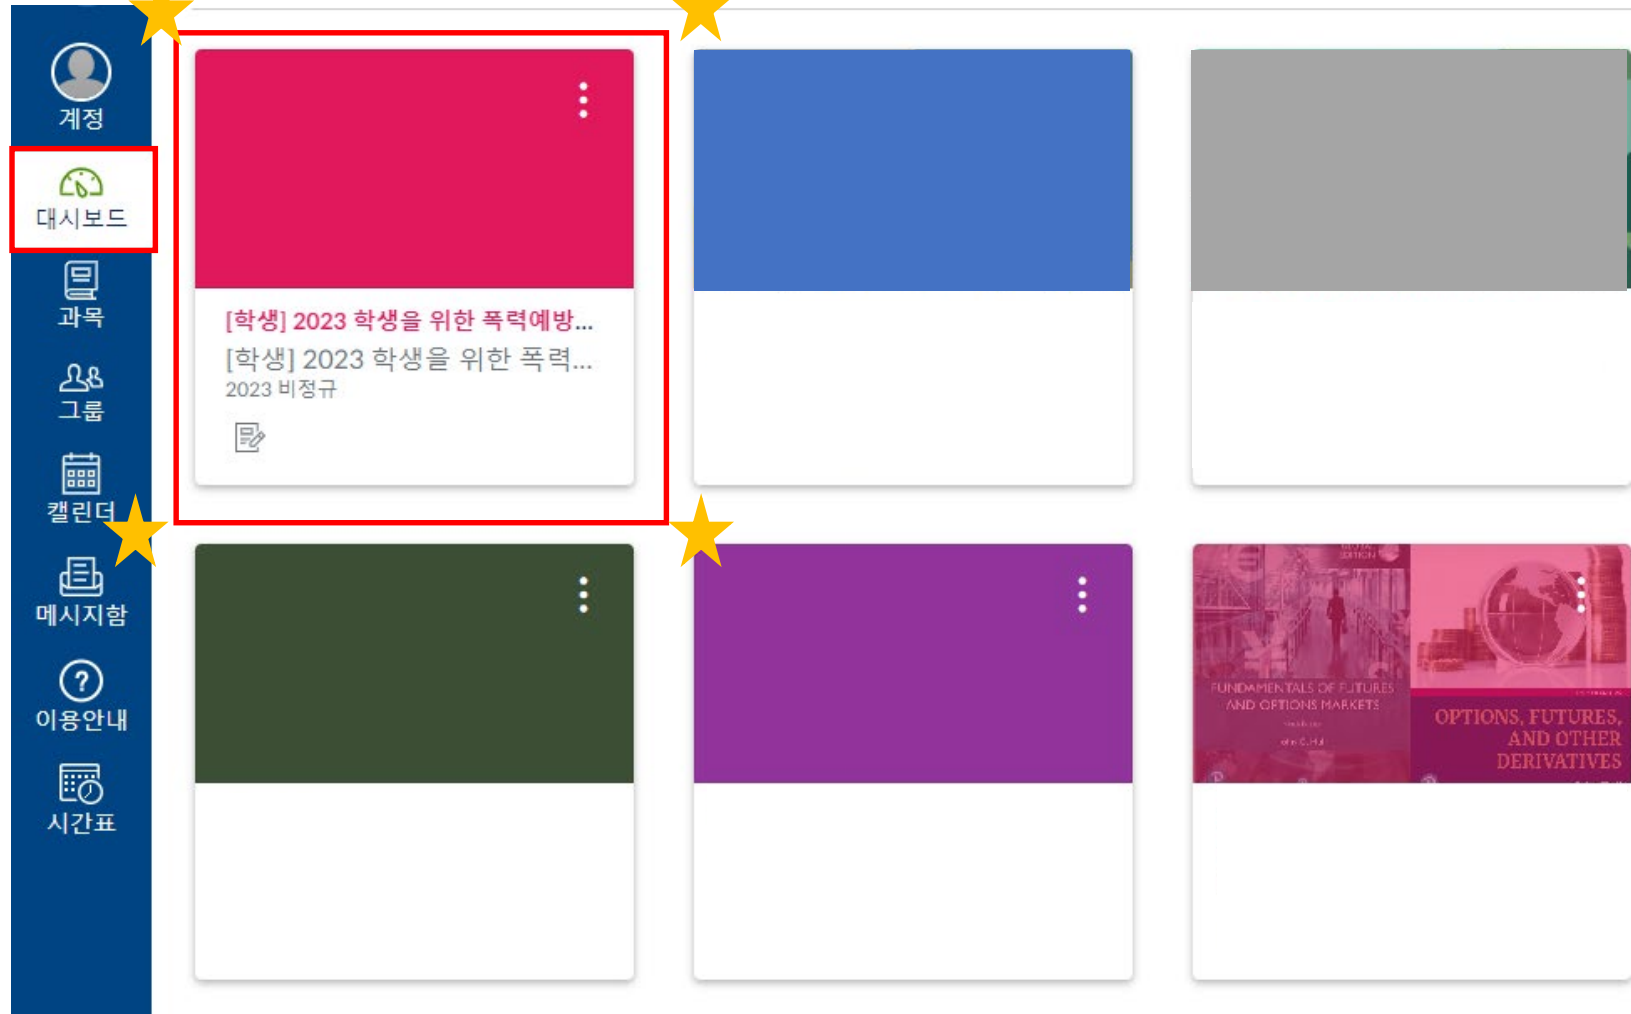 계정
대시보드
과목
그룹
캘린더
메시지함
이용안내
시간표
[학생] 2023 학생을 위한 폭력예방...
[학생] 2023 학생을 위한 폭력...
2023 비정규
FUNDAMENTALS OF FUTURES
AND OPTIONS MARKETS
John C. Hull
OPTIONS, FUTURES,
AND OTHER
DERIVATIVES